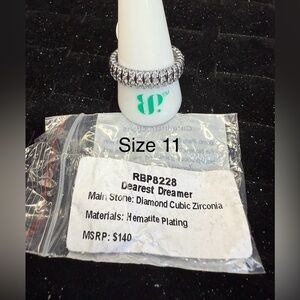 Size 11
RBP8228
Dearest Dreamer
Main Stone: Diamond Cubic Zirconia
Materials: Hematite Plating
MSRP: $140